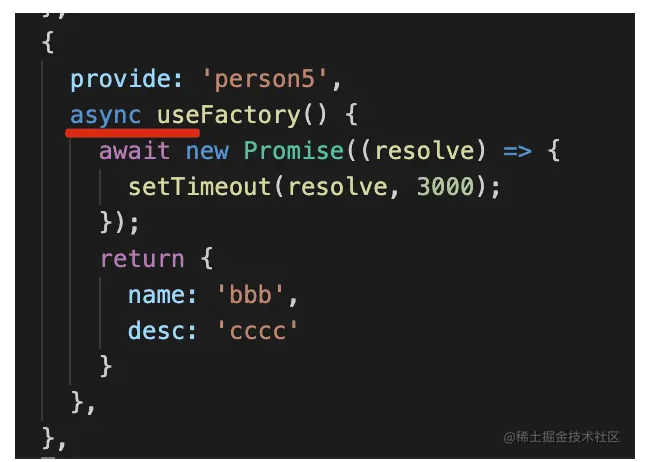 },
{
provide: 'person5',
async useFactory() {
await new Promise((resolve) => {
setTimeout(resolve, 3000);
});
return {
name: 'bbb',
desc: 'cccc'
}
},
},
@稀土掘金技术社区